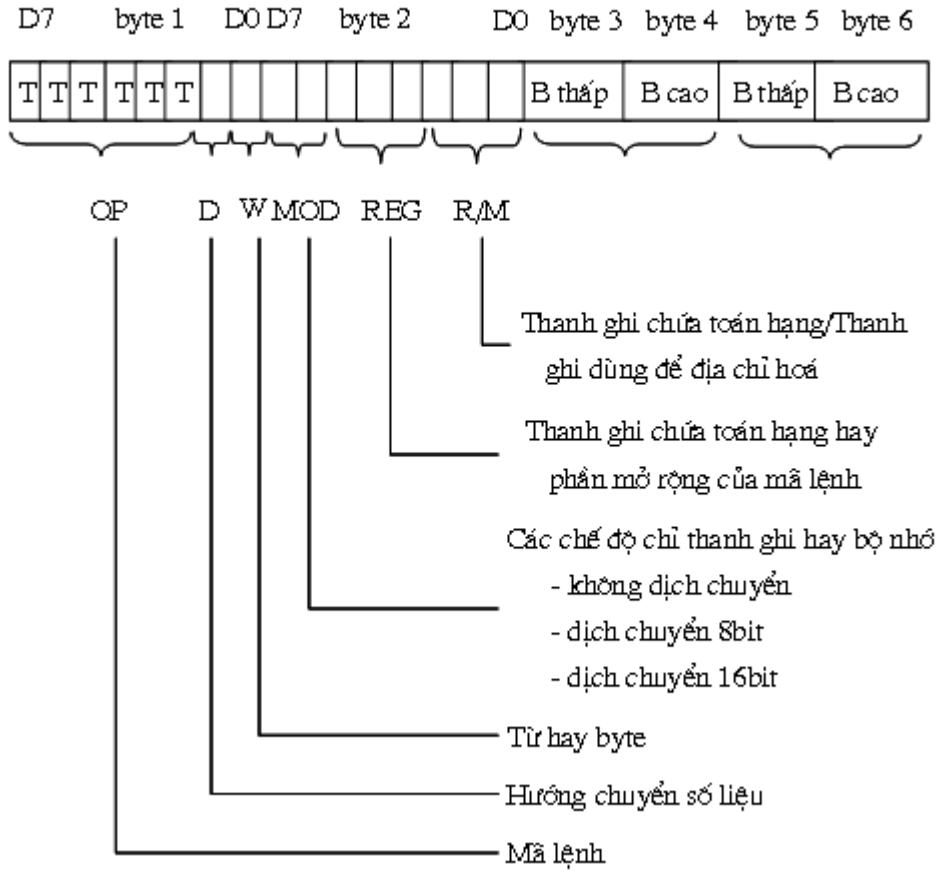 D7 byte 1 D0 D7 byte 2 D0 byte 3 byte 4 byte 5 byte 6
T T T T T T B thấp B cao B thấp B cao
OP D W MOD REG R/M
Thanh ghi chứa toán hạng/Thanh
ghi dùng để địa chỉ hoá
Thanh ghi chứa toán hạng hay
phần mở rộng của mã lệnh
Các chế độ chỉ thanh ghi hay bộ nhớ
- không dịch chuyển
- dịch chuyển 8bit
- dịch chuyển 16bit
Từ hay byte
Hướng chuyển số liệu
Mã lệnh